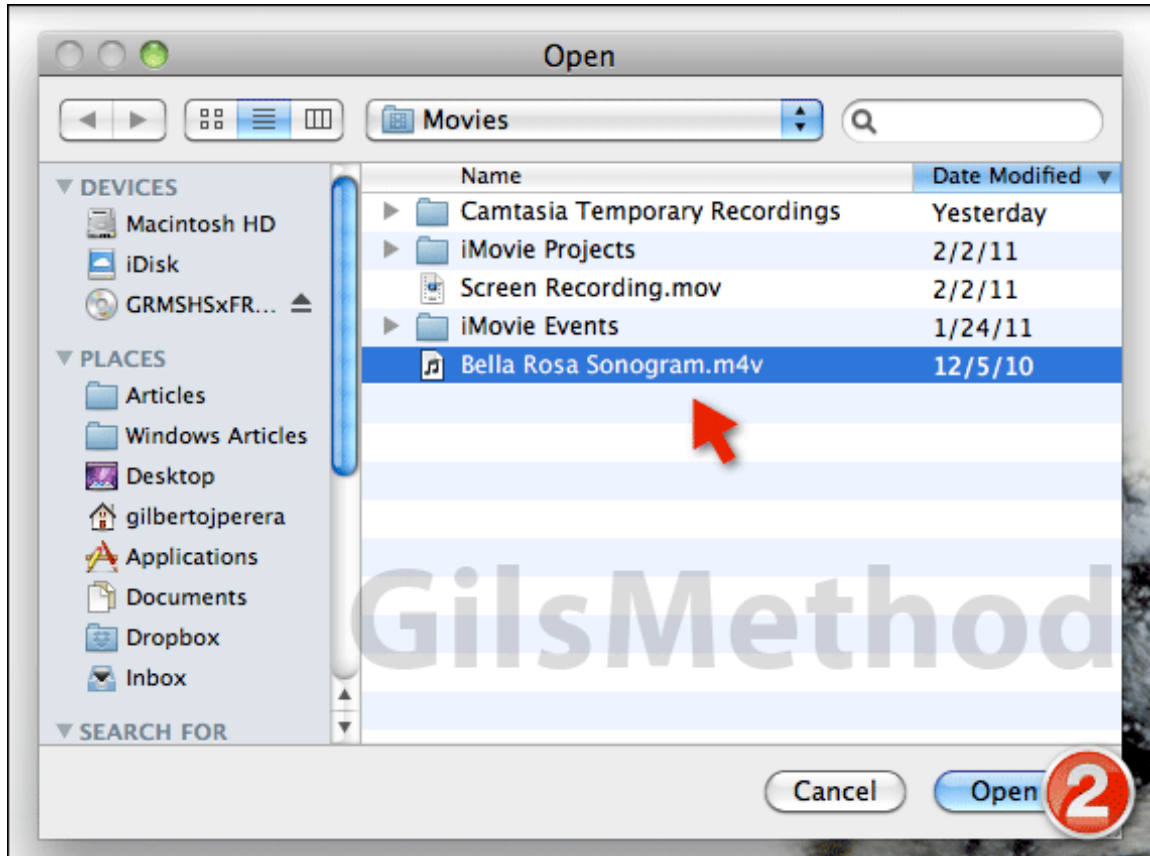 Open
Movies
DEVICES
Macintosh HD
iDisk
GRMSHSxFR...
PLACES
Articles
Windows Articles
Desktop
gilbertojperera
Applications
Documents
Dropbox
Inbox
SEARCH FOR
Name Date Modified
Camtasia Temporary Recordings Yesterday
iMovie Projects 2/2/11
Screen Recording.mov 2/2/11
iMovie Events 1/24/11
Bella Rosa Sonogram.m4v 12/5/10
GilsMethod
Cancel Open 2